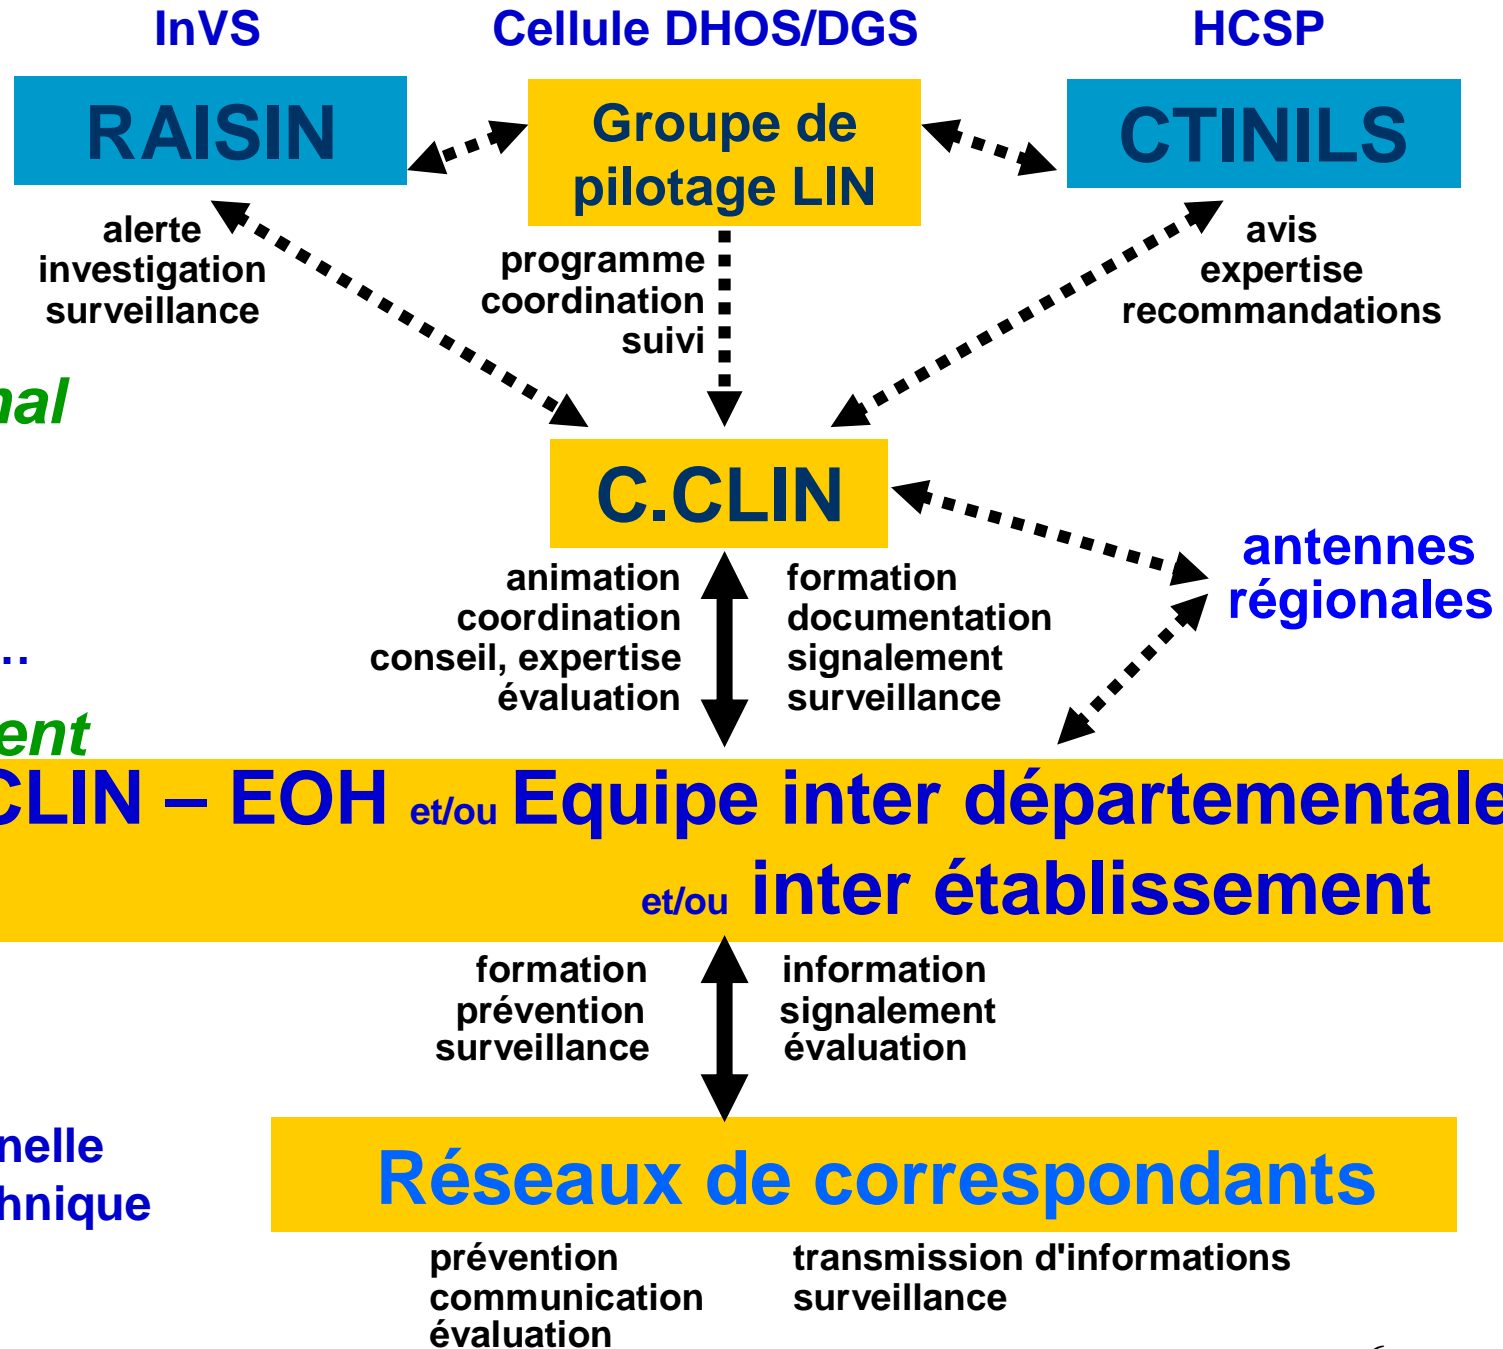 InVS
Cellule DHOS/DGS
HCSP
RAISIN
Groupe de
pilotage LIN
CTINILS
alerte
investigation
surveillance
programme
coordination
suivi
avis
expertise
recommandations
nal
C.CLIN
antennes
régionales
animation
coordination
conseil, expertise
évaluation
formation
documentation
signalement
surveillance
...
ent
CLIN – EOH et/ou Equipe inter départementale
et/ou inter établissement
formation
prévention
surveillance
information
signalement
évaluation
nelle
hnique
Réseaux de correspondants
prévention
communication
évaluation
transmission d'informations
surveillance